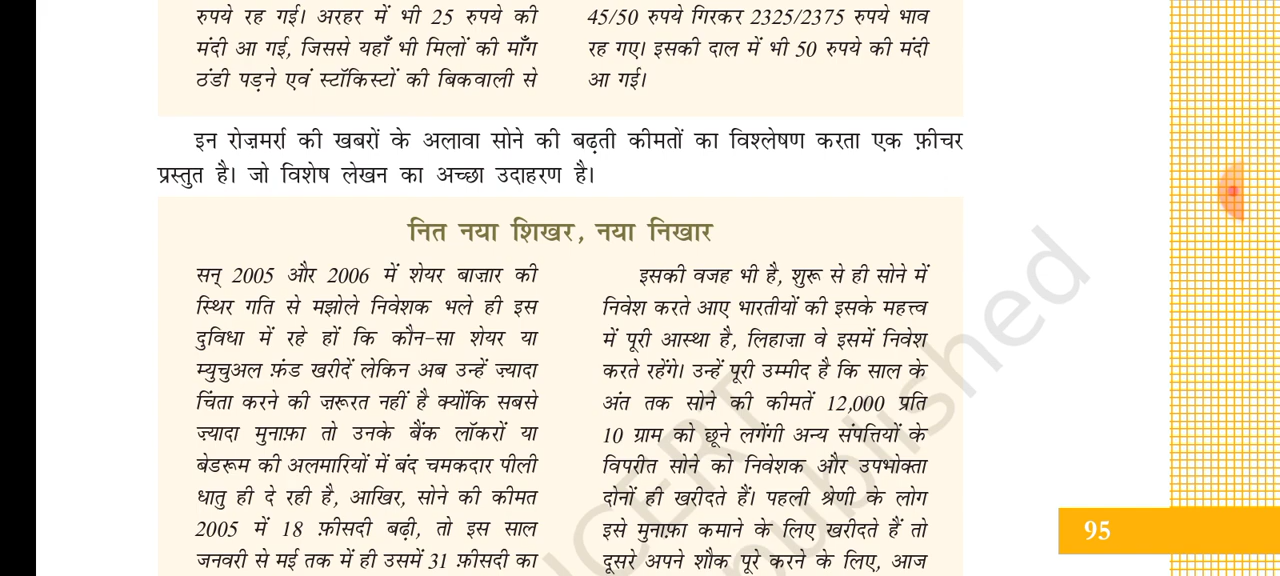 रुपये रह गई। अरहर में भी 25 रुपये की
मंदी आ गई, जिससे यहाँ भी मिलों की माँग
ठंडी पड़ने एवं स्टॉकिस्टों की बिकवाली से
45/50 रुपये गिरकर 2325/2375 रुपये भाव
रह गए। इसकी दाल में भी 50 रुपये की मंदी
आ गई।
इन रोज़मर्रा की खबरों के अलावा सोने की बढ़ती कीमतों का विश्लेषण करता एक फ़ीचर
प्रस्तुत है। जो विशेष लेखन का अच्छा उदाहरण है।
नित नया शिखर, नया निखार
सन् 2005 और 2006 में शेयर बाज़ार की
स्थिर गति से मझोले निवेशक भले ही इस
दुविधा में रहे हों कि कौन-सा शेयर या
म्युचुअल फ़ंड खरीदें लेकिन अब उन्हें ज़्यादा
चिंता करने की ज़रूरत नहीं है क्योंकि सबसे
ज़्यादा मुनाफ़ा तो उनके बैंक लॉकरों या
बेडरूम की अलमारियों में बंद चमकदार पीली
धातु ही दे रही है, आखिर, सोने की कीमत
2005 में 18 फ़ीसदी बढ़ी, तो इस साल
जनवरी से मई तक में ही उसमें 31 फ़ीसदी का
इसकी वजह भी है, शुरू से ही सोने में
निवेश करते आए भारतीयों की इसके महत्त्व
में पूरी आस्था है, लिहाज़ा वे इसमें निवेश
करते रहेंगे। उन्हें पूरी उम्मीद है कि साल के
अंत तक सोने की कीमतें 12,000 प्रति
10 ग्राम को छूने लगेंगी अन्य संपत्तियों के
विपरीत सोने को निवेशक और उपभोक्ता
दोनों ही खरीदते हैं। पहली श्रेणी के लोग
इसे मुनाफ़ा कमाने के लिए खरीदते हैं तो
दूसरे अपने शौक पूरे करने के लिए, आज
95
NCERT
published